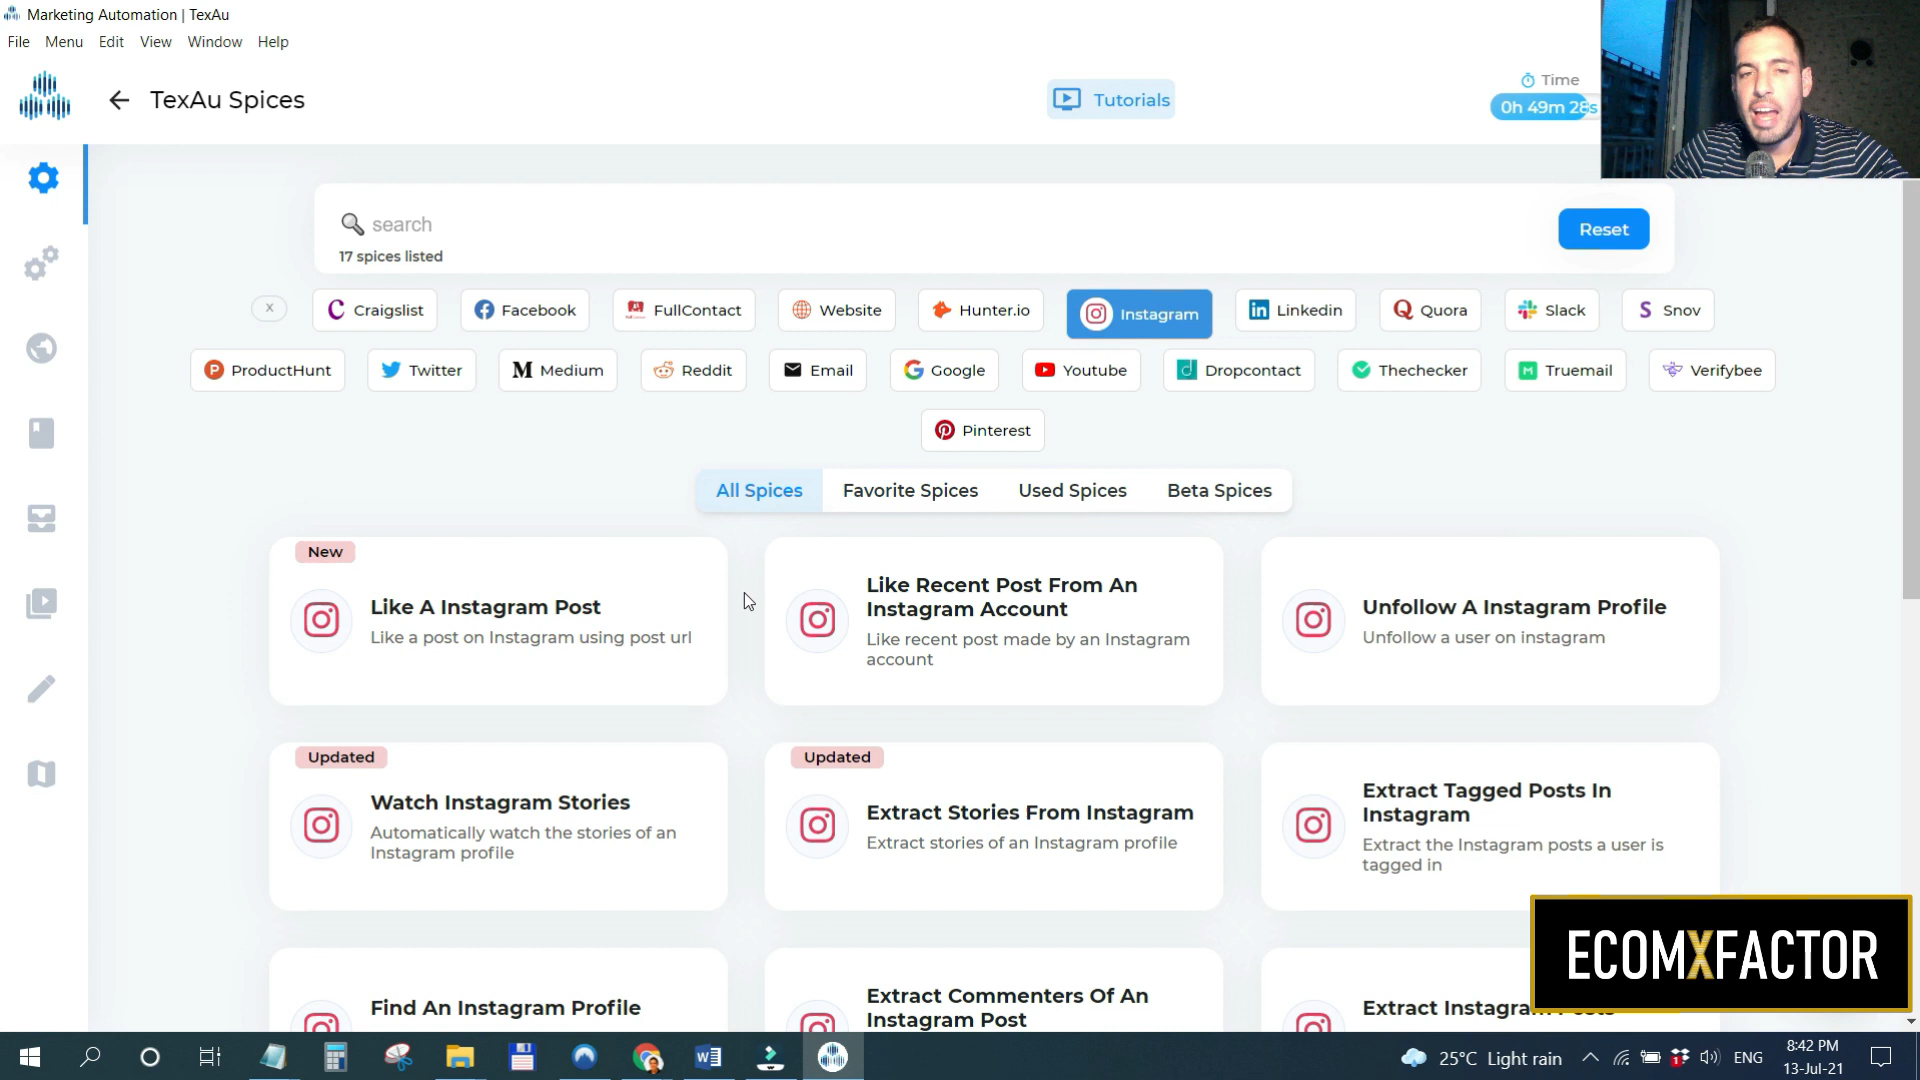 Marketing Automation | TexAu
File Menu Edit View Window Help
TexAu Spices
Tutorials
Time
0h 49m 28s
search
17 spices listed
Reset
X
Craigslist
Facebook
FullContact
Website
Hunter.io
Instagram
Linkedin
Quora
Slack
Snov
ProductHunt
Twitter
Medium
Reddit
Email
Google
Youtube
Dropcontact
Thechecker
Truemail
Verifybee
Pinterest
All Spices
Favorite Spices
Used Spices
Beta Spices
New
Like A Instagram Post
Like a post on Instagram using post url
Like Recent Post From An
Instagram Account
Like recent post made by an Instagram
account
Unfollow A Instagram Profile
Unfollow a user on instagram
Updated
Watch Instagram Stories
Automatically watch the stories of an
Instagram profile
Updated
Extract Stories From Instagram
Extract stories of an Instagram profile
Extract Tagged Posts In
Instagram
Extract the Instagram posts a user is
tagged in
Find An Instagram Profile
Extract Commenters Of An
Instagram Post
Extract Instagram Posts
ECOMXFACTOR
25°C Light rain
ENG
8:42 PM
13-Jul-21